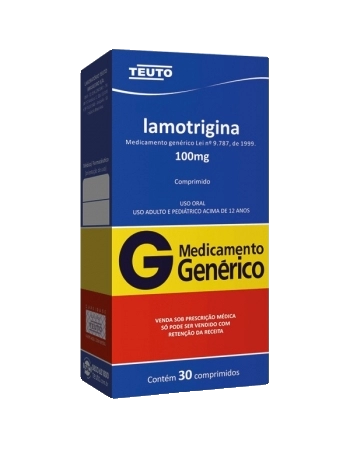 TEUTO
lamotrigina
Medicamento genérico Lei nº 9.787, de 1999.
100mg
Comprimido
USO ORAL
USO ADULTO E PEDIÁTRICO ACIMA DE 12 ANOS
G Medicamento
Genérico
VENDA SOB PRESCRIÇÃO MÉDICA
SÓ PODE SER VENDIDO COM
RETENÇÃO DA RECEITA
Contém 30 comprimidos